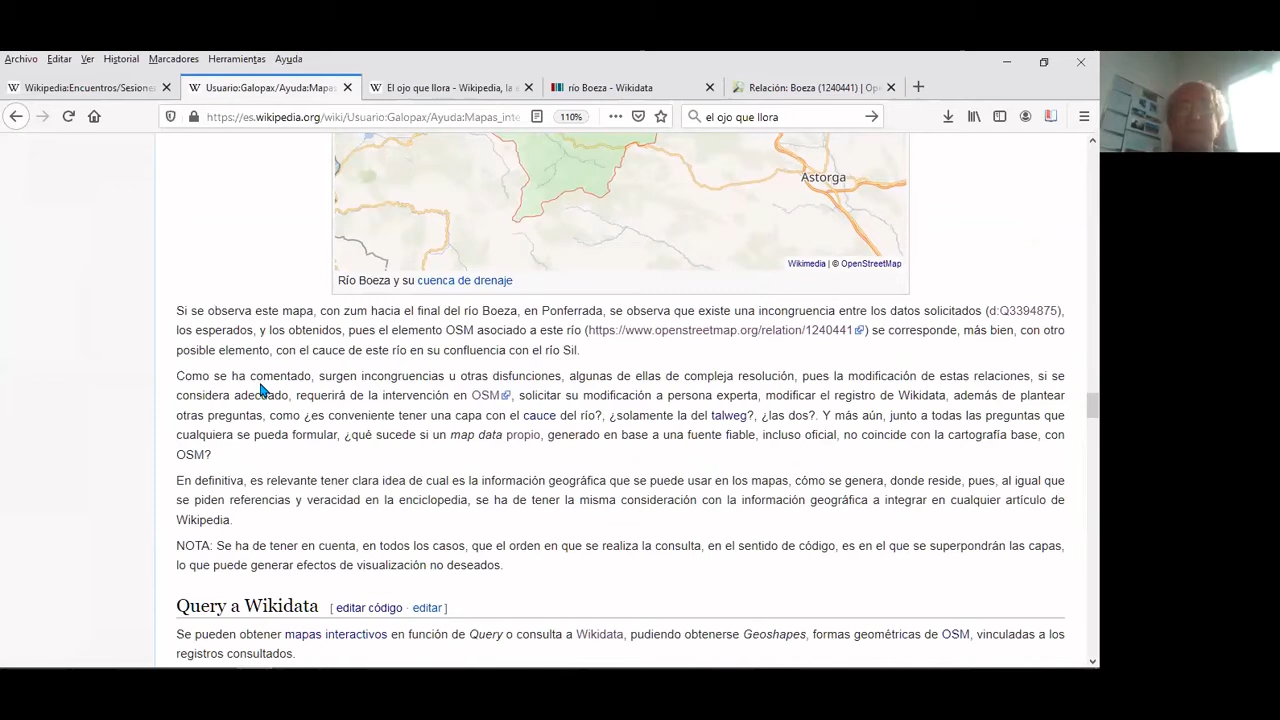 Archivo Editar Ver Historial Marcadores Herramientas Ayuda
Wikipedia:Encuentros/Sesione
Usuario:Galopax/Ayuda:Mapas
El ojo que llora - Wikipedia, la e
río Boeza - Wikidata
Relación: Boeza (1240441) | Op
https://es.wikipedia.org/wiki/Usuario:Galopax/Ayuda:Mapas_inte
110%
el ojo que llora
Astorga
Wikimedia | © OpenStreetMap
Río Boeza y su cuenca de drenaje
Si se observa este mapa, con zum hacia el final del río Boeza, en Ponferrada, se observa que existe una incongruencia entre los datos solicitados (d:Q3394875),
los esperados, y los obtenidos, pues el elemento OSM asociado a este río (https://www.openstreetmap.org/relation/1240441) se corresponde, más bien, con otro
posible elemento, con el cauce de este río en su confluencia con el río Sil.
Como se ha comentado, surgen incongruencias u otras disfunciones, algunas de ellas de compleja resolución, pues la modificación de estas relaciones, si se
considera adecuado, requerirá de la intervención en OSM, solicitar su modificación a persona experta, modificar el registro de Wikidata, además de plantear
otras preguntas, como ¿es conveniente tener una capa con el cauce del río?, ¿solamente la del talweg?, ¿las dos?. Y más aún, junto a todas las preguntas que
cualquiera se pueda formular, ¿qué sucede si un map data propio, generado en base a una fuente fiable, incluso oficial, no coincide con la cartografía base, con
OSM?
En definitiva, es relevante tener clara idea de cual es la información geográfica que se puede usar en los mapas, cómo se genera, donde reside, pues, al igual que
se piden referencias y veracidad en la enciclopedia, se ha de tener la misma consideración con la información geográfica a integrar en cualquier artículo de
Wikipedia.
NOTA: Se ha de tener en cuenta, en todos los casos, que el orden en que se realiza la consulta, en el sentido de código, es en el que se superpondrán las capas,
lo que puede generar efectos de visualización no deseados.
Query a Wikidata [ editar código · editar ]
Se pueden obtener mapas interactivos en función de Query o consulta a Wikidata, pudiendo obtenerse Geoshapes, formas geométricas de OSM, vinculadas a los
registros consultados.